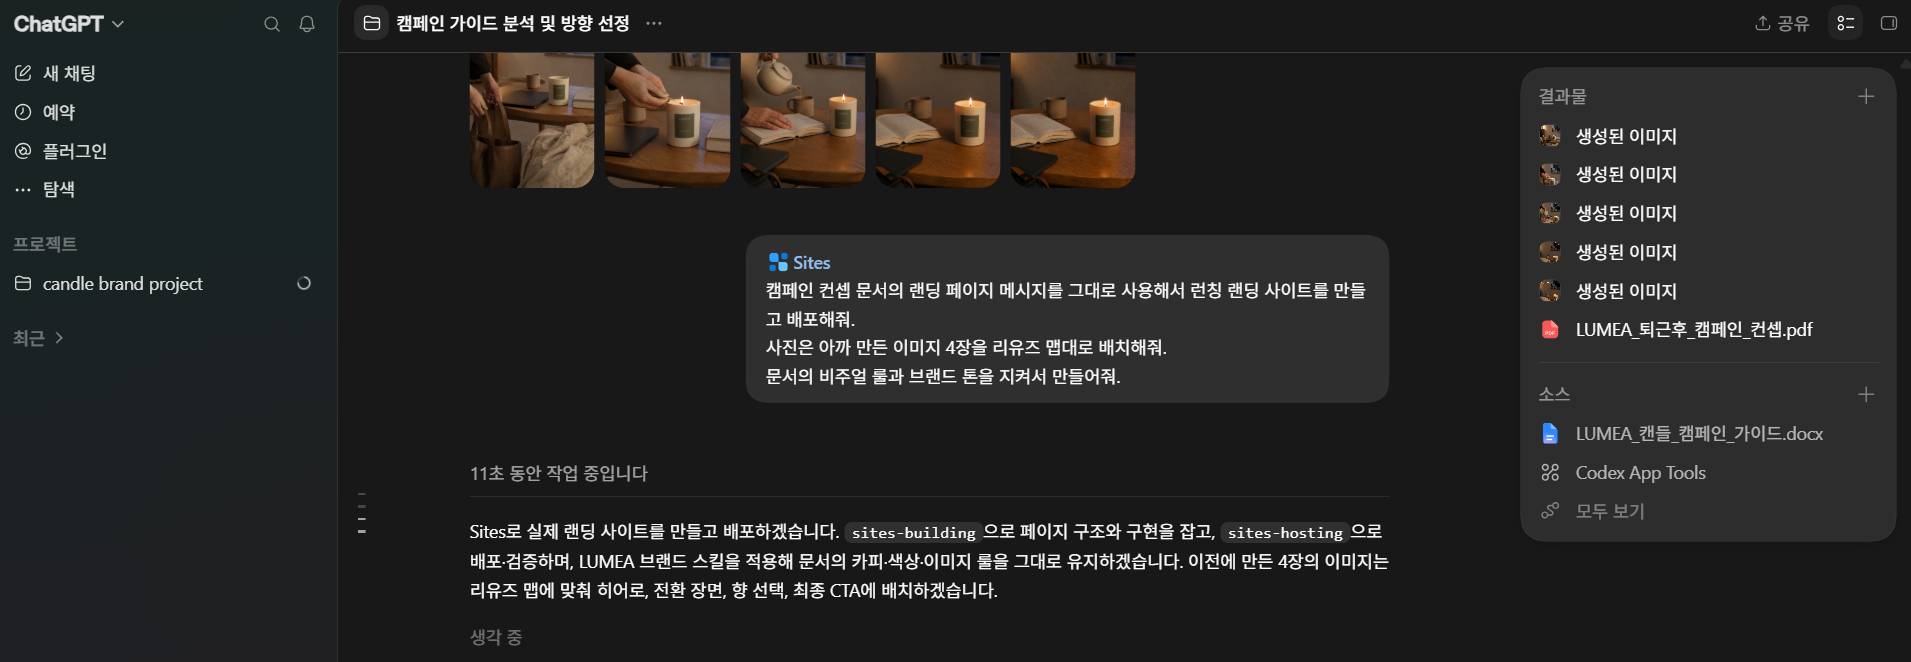 ChatGPT
새 채팅
예약
플러그인
탐색
프로젝트
candle brand project
최근
캠페인 가이드 분석 및 방향 선정
공유
Sites
캠페인 컨셉 문서의 랜딩 페이지 메시지를 그대로 사용해서 런칭 랜딩 사이트를 만들
고 배포해줘.
사진은 아까 만든 이미지 4장을 리유즈 맵대로 배치해줘.
문서의 비주얼 룰과 브랜드 톤을 지켜서 만들어줘.
11초 동안 작업 중입니다
Sites로 실제 랜딩 사이트를 만들고 배포하겠습니다. sites-building으로 페이지 구조와 구현을 잡고, sites-hosting으로
배포·검증하며, LUMEA 브랜드 스킬을 적용해 문서의 카피·색상·이미지 룰을 그대로 유지하겠습니다. 이전에 만든 4장의 이미지는
리유즈 맵에 맞춰 히어로, 전환 장면, 향 선택, 최종 CTA에 배치하겠습니다.
생각 중
결과물
생성된 이미지
생성된 이미지
생성된 이미지
생성된 이미지
생성된 이미지
LUMEA_퇴근후_캠페인_컨셉.pdf
소스
LUMEA_캔들_캠페인_가이드.docx
Codex App Tools
모두 보기